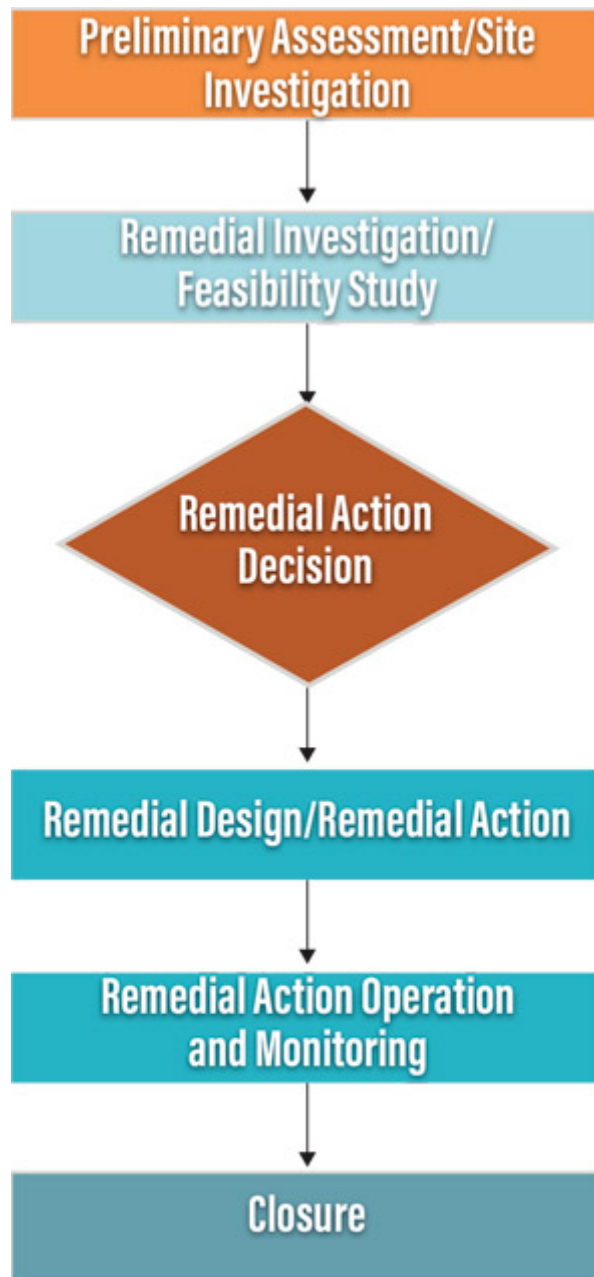 Preliminary Assessment/Site
Investigation
Remedial Investigation/
Feasibility Study
Remedial Action
Decision
Remedial Design/Remedial Action
Remedial Action Operation
and Monitoring
Closure